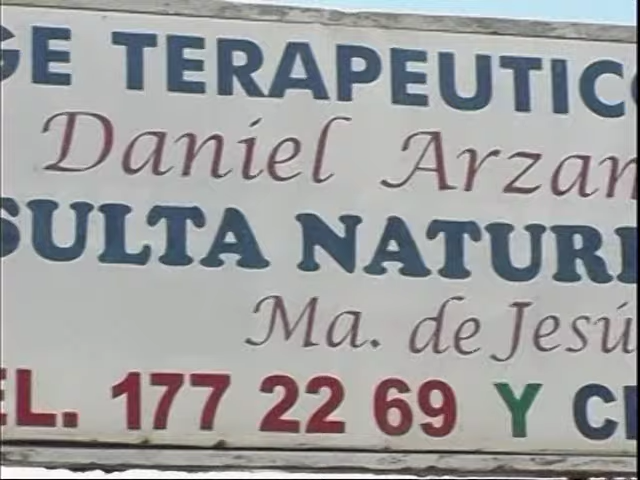 GE TERAPEUTIC
Daniel Arzan
SULTA NATUR
Ma. de Jesú
EL. 177 22 69 Y C